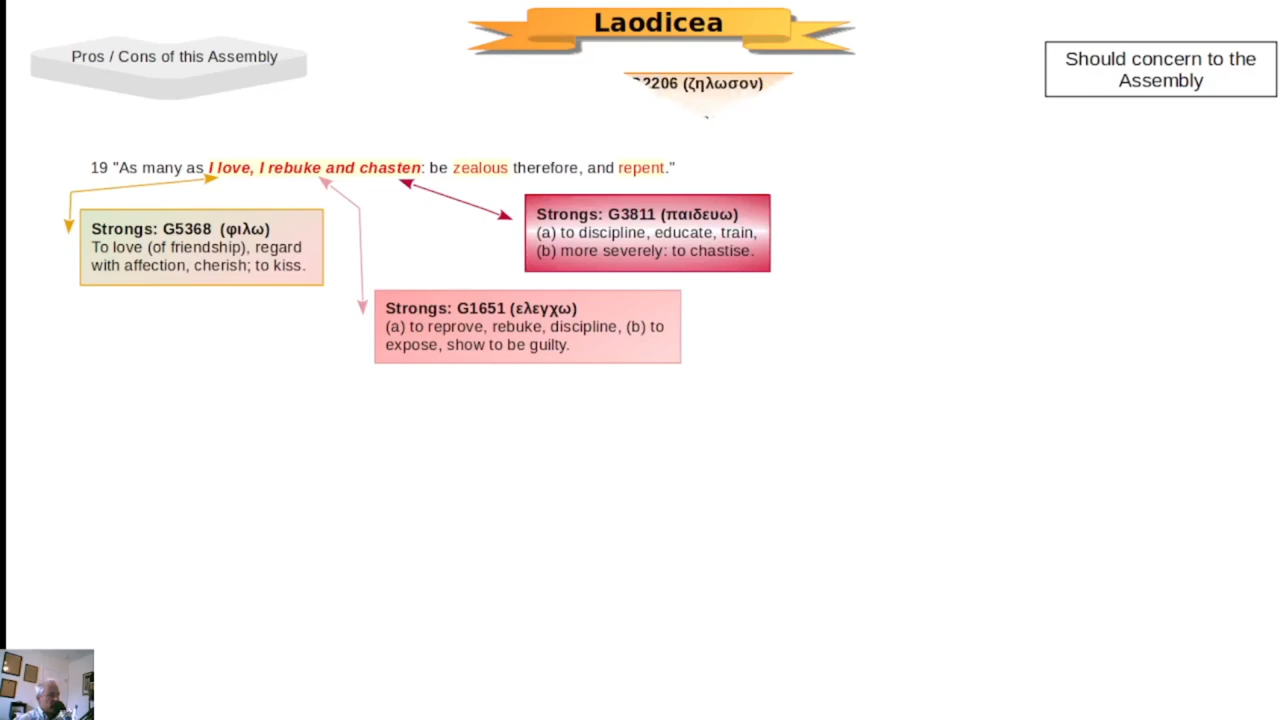 Laodicea
Pros / Cons of this Assembly
Should concern to the
Assembly
2206 (ζηλωσον)
19 "As many as I love, I rebuke and chasten: be zealous therefore, and repent."
Strongs: G5368 (φιλω)
To love (of friendship), regard
with affection, cherish; to kiss.
Strongs: G3811 (παιδευω)
(a) to discipline, educate, train,
(b) more severely: to chastise.
Strongs: G1651 (ελεγχω)
(a) to reprove, rebuke, discipline, (b) to
expose, show to be guilty.